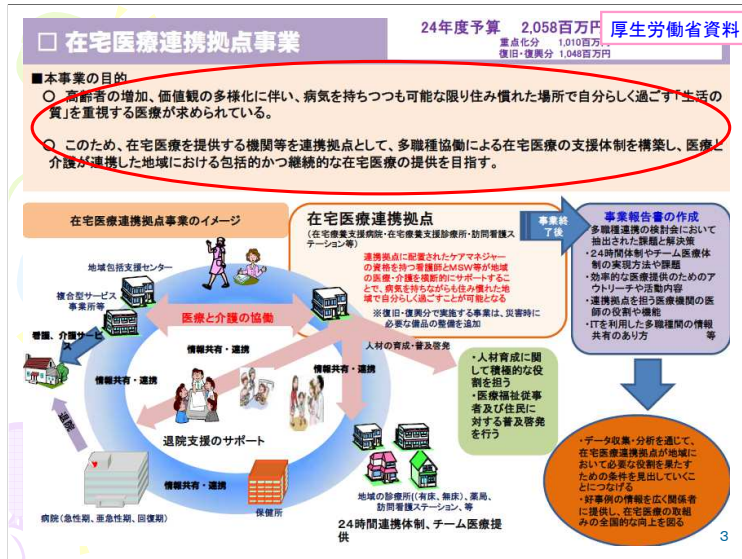 □ 在宅医療連携拠点事業
24年度予算 2,058百万円
重点化分 1,010百万円
復旧・復興分 1,048百万円
厚生労働省資料
■本事業の目的
○ 高齢者の増加、価値観の多様化に伴い、病気を持ちつつも可能な限り住み慣れた場所で自分らしく過ごす「生活の
質」を重視する医療が求められている。
○ このため、在宅医療を提供する機関等を連携拠点として、多職種協働による在宅医療の支援体制を構築し、医療と
介護が連携した地域における包括的かつ継続的な在宅医療の提供を目指す。
在宅医療連携拠点事業のイメージ
在宅医療連携拠点
(在宅療養支援病院・在宅療養支援診療所・訪問看護ス
テーション等)
連携拠点に配置されたケアマネジャー
の資格を持つ看護師とMSW等が地域
の医療・介護を横断的にサポートするこ
とで、病気を持ちながらも住み慣れた地
域で自分らしく過ごすことが可能となる
※復旧・復興分で実施する事業は、災害時に
必要な備品の整備を追加
事業終
了後
事業報告書の作成
・多職種連携の検討会において
抽出された課題と解決策
・24時間体制やチーム医療体
制の実現方法や課題
・効率的な医療提供のためのア
ウトリーチや活動内容
・連携拠点を担う医療機関の医
師の役割や機能
・ITを利用した多職種間の情報
共有のあり方 等
地域包括支援センター
複合型サービス
事業所等
看護、介護サービ
ス
医療と介護の協働
情報共有・連携
情報共有・連携
情報共有・連携
人材の育成・普及啓発
・人材育成に関
して積極的な役
割を担う
・医療福祉従事
者及び住民に
対する普及啓発
を行う
退院
退院支援のサポート
情報共有・連携
病院(急性期、亜急性期、回復期)
保健所
地域の診療所((有床、無床)、薬局、
訪問看護ステーション、等
24時間連携体制、チーム医療提
供
・データ収集・分析を通じて、
在宅医療連携拠点が地域に
おいて必要な役割を果たす
ための条件を見出していくこ
とにつなげる
・好事例の情報を広く関係者
に提供し、在宅医療の取組
みの全国的な向上を図る
3